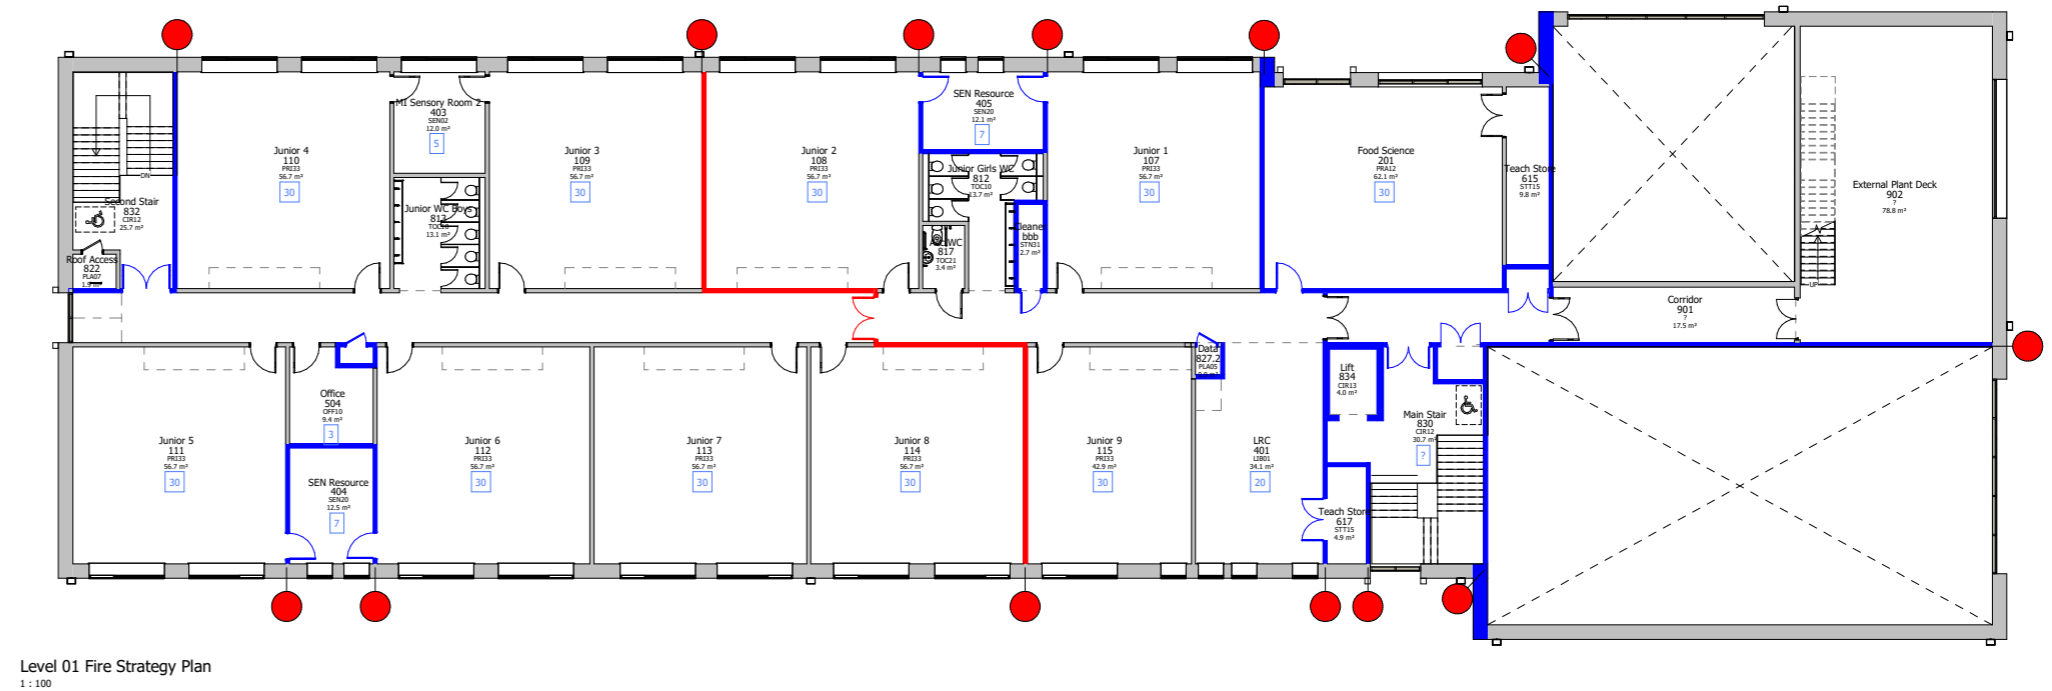 Second Stair
832
CIR12
25.7 m²
DN
Roof Access
822
PLA07
Junior 4
110
PRI33
56.7 m²
30
MI Sensory Room 2
403
SEN02
12.0 m²
5
Junior WC Boys
813
13.1 m²
Junior 3
109
PRI33
56.7 m²
30
Junior 2
108
PRI33
56.7 m²
30
SEN Resource
405
SEN20
12.1 m²
7
Junior Girls WC
812
TOC10
13.7 m²
817
TOC21
3.4 m²
bbb
STN31
2.7 m²
Junior 1
107
PRI33
56.7 m²
30
Food Science
201
PRA12
62.1 m²
30
Teach Store
615
STT15
9.8 m²
External Plant Deck
902
?
78.8 m²
UP
Corridor
901
?
17.5 m²
Junior 5
111
PRI33
56.7 m²
30
Office
504
OFF10
9.4 m²
3
SEN Resource
404
SEN20
12.5 m²
7
Junior 6
112
PRI33
56.7 m²
30
Junior 7
113
PRI33
56.7 m²
30
Junior 8
114
PRI33
56.7 m²
30
Junior 9
115
PRI33
42.9 m²
30
Data
827.2
PLA05
LRC
401
LIB01
34.1 m²
20
Lift
834
CIR13
4.0 m²
Main Stair
830
CIR12
30.7 m²
?
Teach Store
617
STT15
4.9 m²
Level 01 Fire Strategy Plan
1 : 100